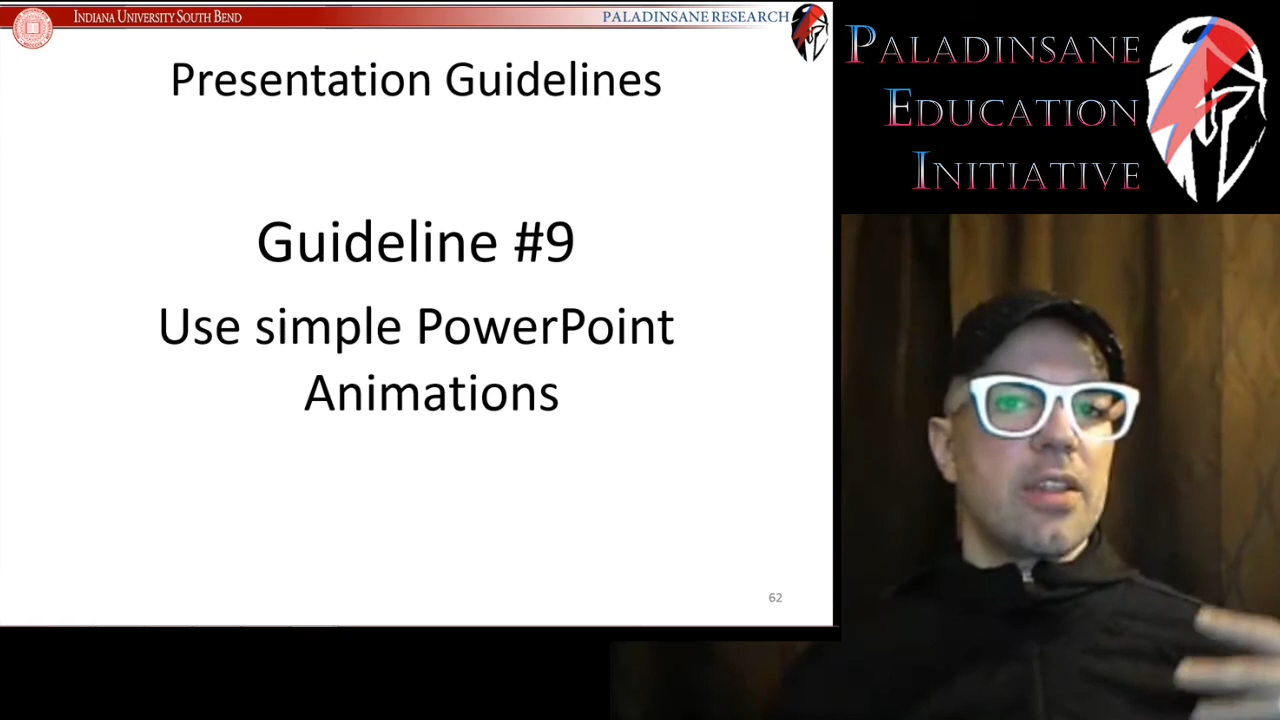 INDIANA UNIVERSITY SOUTH BEND
PALADINSANE RESEARCH
Presentation Guidelines
Guideline #9
Use simple PowerPoint
Animations
62
PALADINSANE
EDUCATION
INITIATIVE